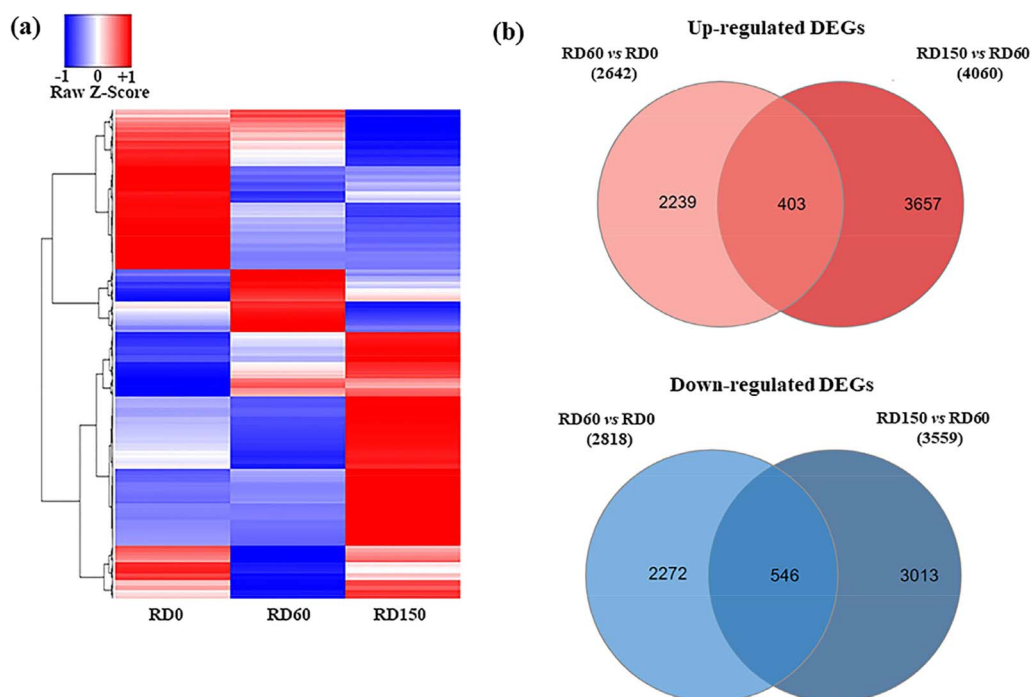 (a)
-1 0 +1
Raw Z-Score
RD0 RD60 RD150
(b)
Up-regulated DEGs
RD60 vs RD0
(2642)
RD150 vs RD60
(4060)
2239 403 3657
Down-regulated DEGs
RD60 vs RD0
(2818)
RD150 vs RD60
(3559)
2272 546 3013